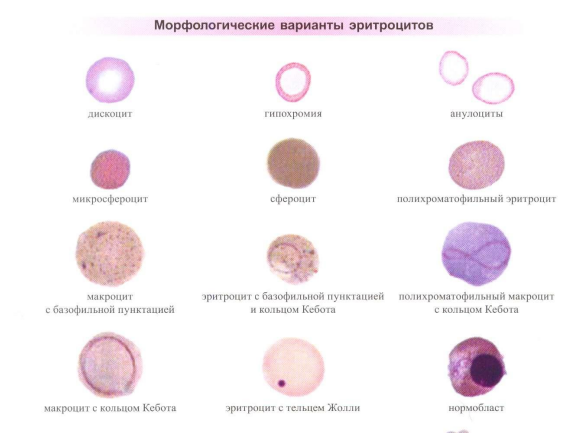 Морфологические варианты эритроцитов
дискоцит
гипохромия
анулоциты
микросфероцит
сфероцит
полихроматофильный эритроцит
макроцит
с базофильной пунктацией
эритроцит с базофильной пунктацией
и кольцом Кебота
полихроматофильный макроцит
с кольцом Кебота
макроцит с кольцом Кебота
эритроцит с тельцем Жолли
нормобласт